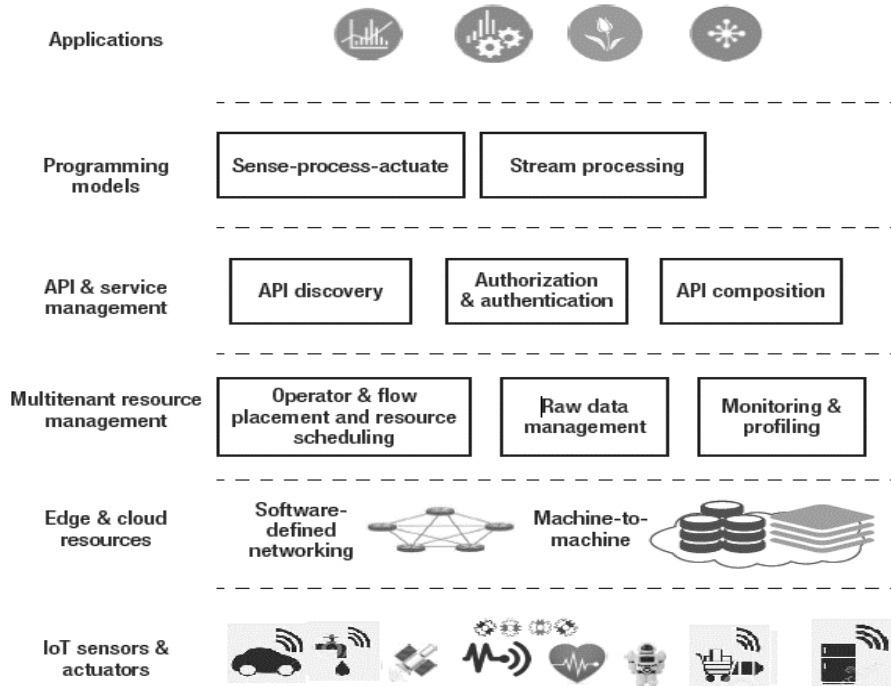 Applications
Programming
models
Sense-process-actuate
Stream processing
API & service
management
API discovery
Authorization
& authentication
API composition
Multitenant resource
management
Operator & flow
placement and resource
scheduling
Raw data
management
Monitoring &
profiling
Edge & cloud
resources
Software-
defined
networking
Machine-to-
machine
IoT sensors &
actuators